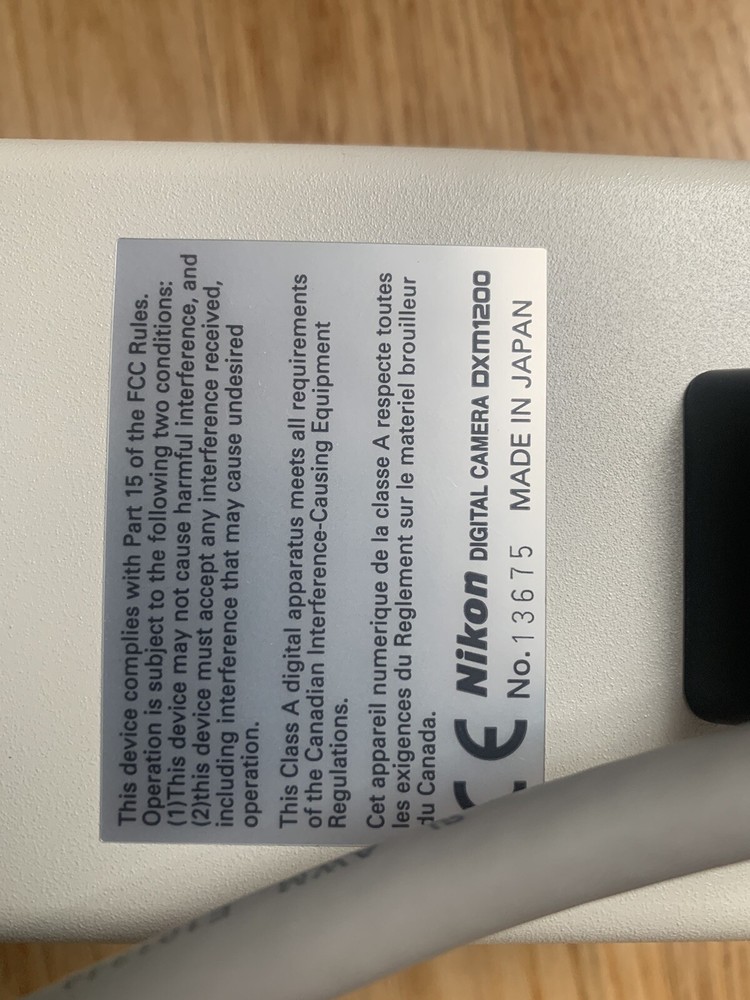 This device complies with Part 15 of the FCC Rules.
Operation is subject to the following two conditions:
(1)This device may not cause harmful interference, and
(2)this device must accept any interference received,
including interference that may cause undesired
operation.
This Class A digital apparatus meets all requirements
of the Canadian Interference-Causing Equipment
Regulations.
Cet appareil numerique de la classe A respecte toutes
les exigences du Reglement sur le materiel brouilleur
du Canada.
CE Nikon DIGITAL CAMERA DXM1200
No. 13675 MADE IN JAPAN
AWM